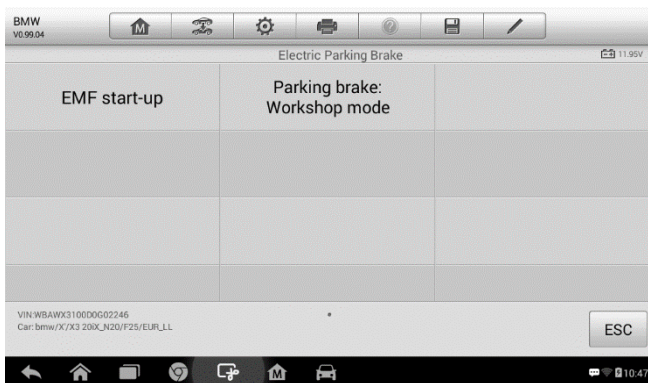 BMW
V0.99.04
Electric Parking Brake
11.95V
EMF start-up
Parking brake:
Workshop mode
VIN:WBAWX3100D0G02246
Car: bmw/X'/X3 20iX_N20/F25/EUR_LL
ESC
10:47